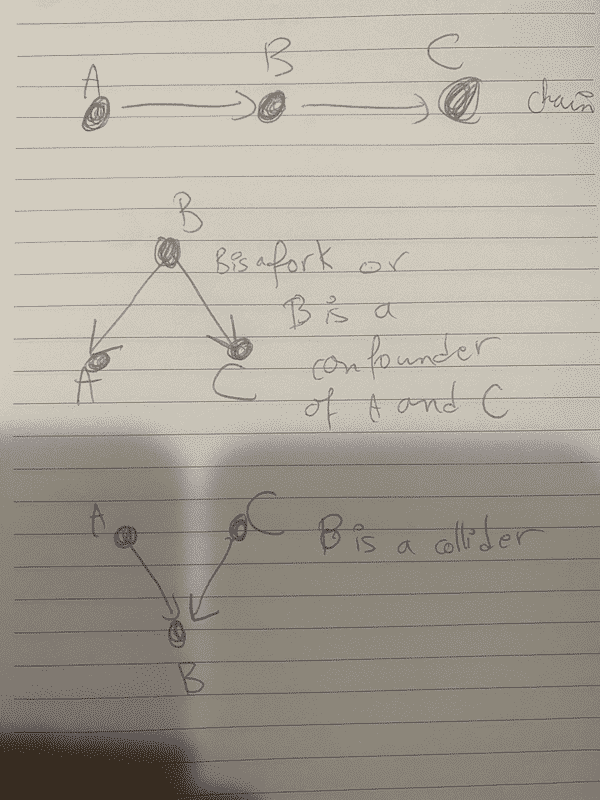 A B C
chain
B
B is a fork or
B is a
confounder
of A and C
A C
A C B is a collider
B